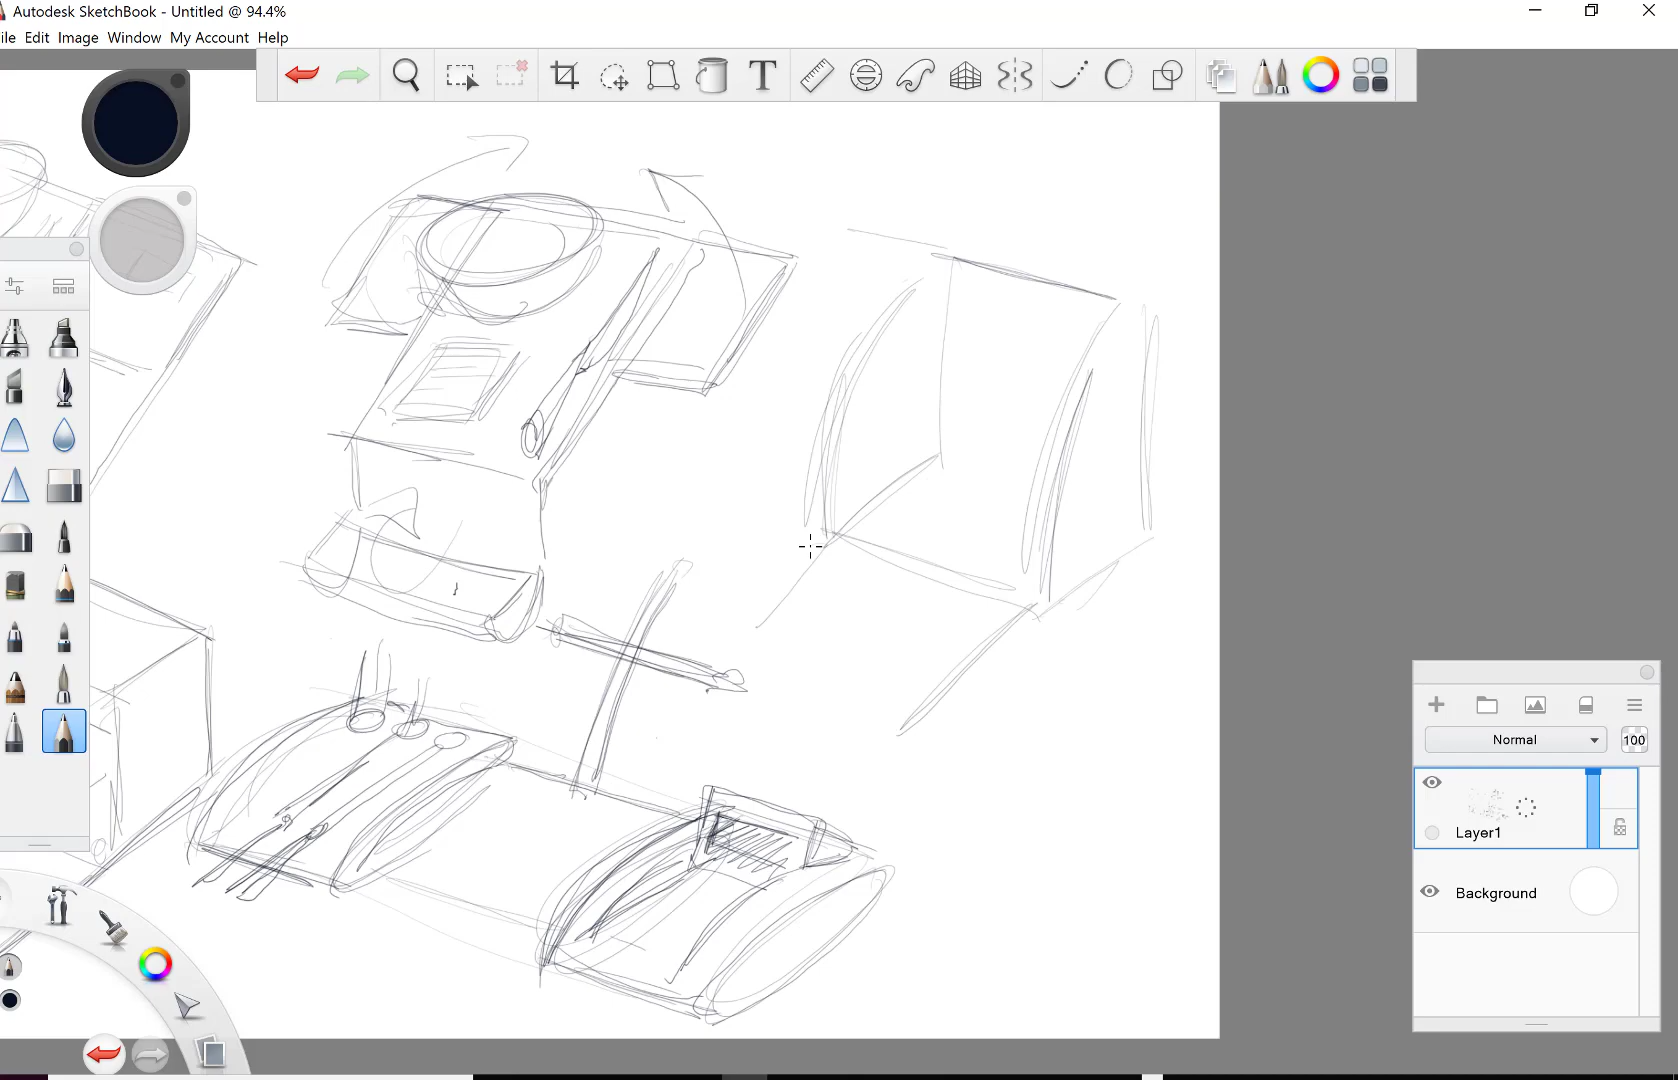 Autodesk SketchBook - Untitled @ 94.4%
ile Edit Image Window My Account Help
T
Normal
100
Layer1
Background